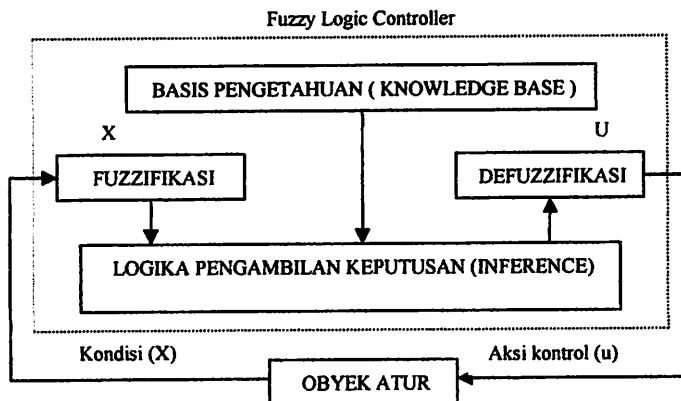 Fuzzy Logic Controller
BASIS PENGETAHUAN ( KNOWLEDGE BASE )
X
U
FUZZIFIKASI
DEFUZZIFIKASI
LOGIKA PENGAMBILAN KEPUTUSAN (INFERENCE)
Kondisi (X)
Aksi kontrol (u)
OBYEK ATUR